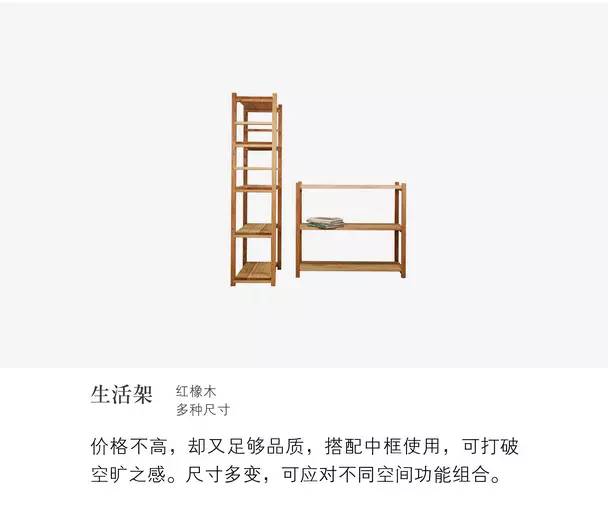 生活架
红橡木
多种尺寸
价格不高，却又足够品质，搭配中框使用，可打破
空旷之感。尺寸多变，可应对不同空间功能组合。